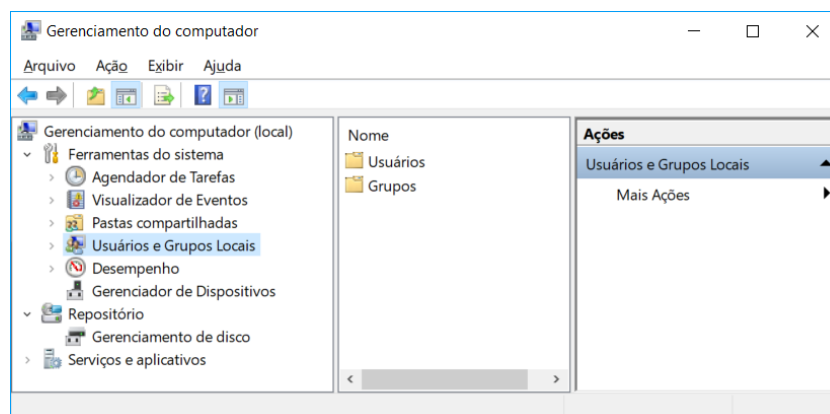 Gerenciamento do computador
Arquivo Ação Exibir Ajuda
Gerenciamento do computador (local)
Ferramentas do sistema
Agendador de Tarefas
Visualizador de Eventos
Pastas compartilhadas
Usuários e Grupos Locais
Desempenho
Gerenciador de Dispositivos
Repositório
Gerenciamento de disco
Serviços e aplicativos
Nome
Usuários
Grupos
Ações
Usuários e Grupos Locais
Mais Ações